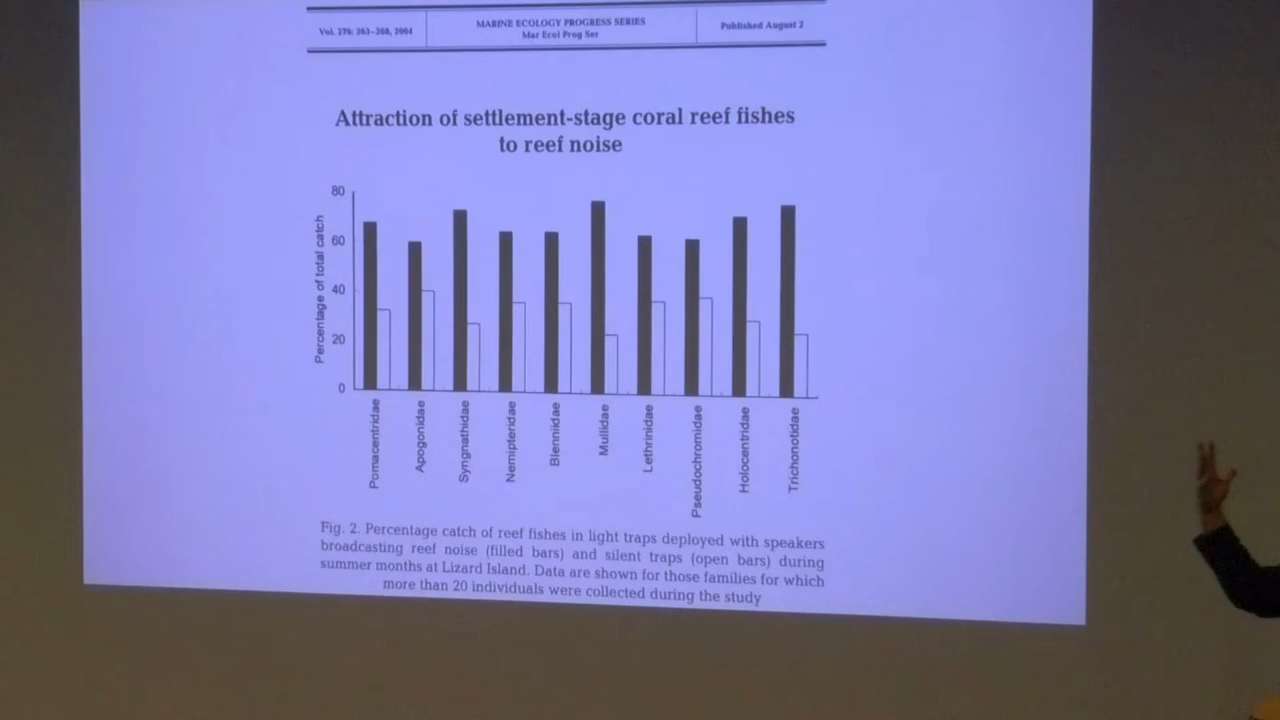 Vol. 276: 263–268, 2004
MARINE ECOLOGY PROGRESS SERIES
Mar Ecol Prog Ser
Published August 2
Attraction of settlement-stage coral reef fishes
to reef noise
Percentage of total catch
80
60
40
20
0
Pomacentridae
Apogonidae
Syngnathidae
Nemipteridae
Blenniidae
Mullidae
Lethrinidae
Pseudochromidae
Holocentridae
Trichonotidae
Fig. 2. Percentage catch of reef fishes in light traps deployed with speakers
broadcasting reef noise (filled bars) and silent traps (open bars) during
summer months at Lizard Island. Data are shown for those families for which
more than 20 individuals were collected during the study